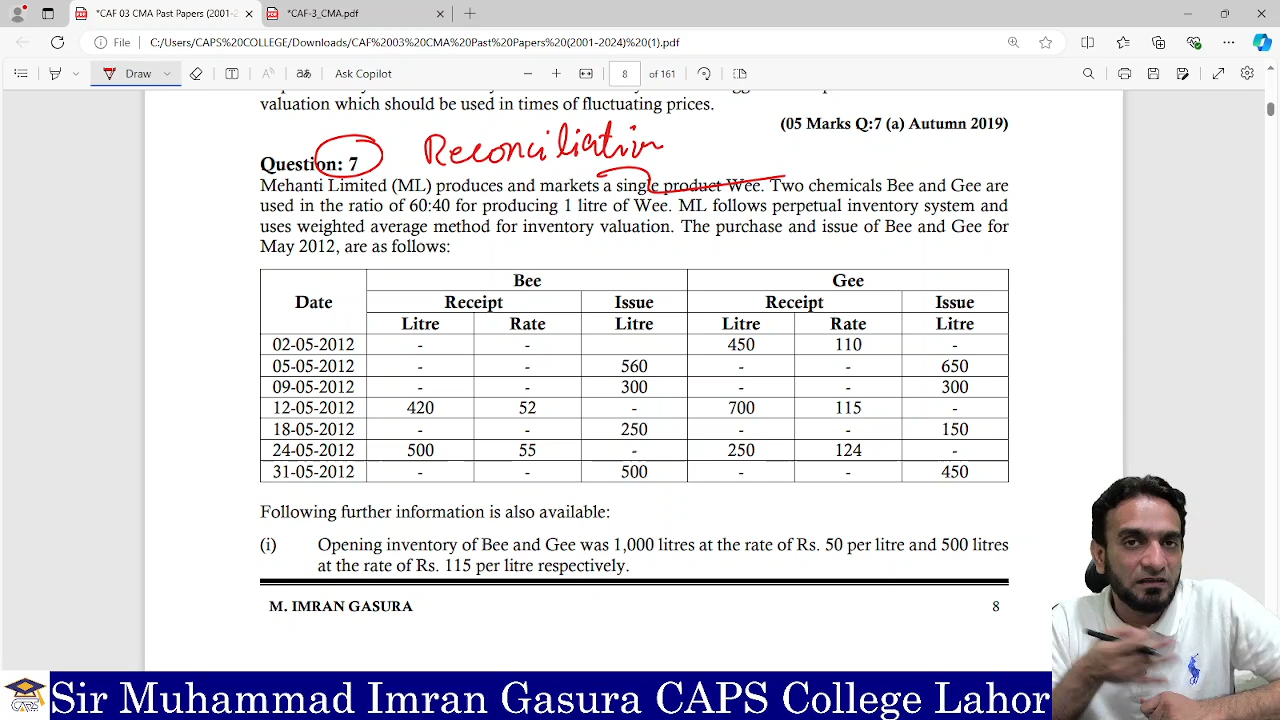 *CAF 03 CMA Past Papers (2001-2
*CAF-3_CMA.pdf
File
C:/Users/CAPS%20COLLEGE/Downloads/CAF%2003%20CMA%20Past%20Papers%20(2001-2024)%20(1).pdf
Draw
Ask Copilot
8 of 161
valuation which should be used in times of fluctuating prices.
(05 Marks Q:7 (a) Autumn 2019)
Reconciliation
Question: 7
Mehanti Limited (ML) produces and markets a single product Wee. Two chemicals Bee and Gee are
used in the ratio of 60:40 for producing 1 litre of Wee. ML follows perpetual inventory system and
uses weighted average method for inventory valuation. The purchase and issue of Bee and Gee for
May 2012, are as follows:
Bee Gee
Date Receipt Issue Receipt Issue
Litre Rate Litre Litre Rate Litre
02-05-2012 - - 450 110 -
05-05-2012 - - 560 - - 650
09-05-2012 - - 300 - - 300
12-05-2012 420 52 - 700 115 -
18-05-2012 - - 250 - - 150
24-05-2012 500 55 - 250 124 -
31-05-2012 - - 500 - - 450
Following further information is also available:
(i) Opening inventory of Bee and Gee was 1,000 litres at the rate of Rs. 50 per litre and 500 litres
at the rate of Rs. 115 per litre respectively.
M. IMRAN GASURA 8
Sir Muhammad Imran Gasura CAPS College Lahor